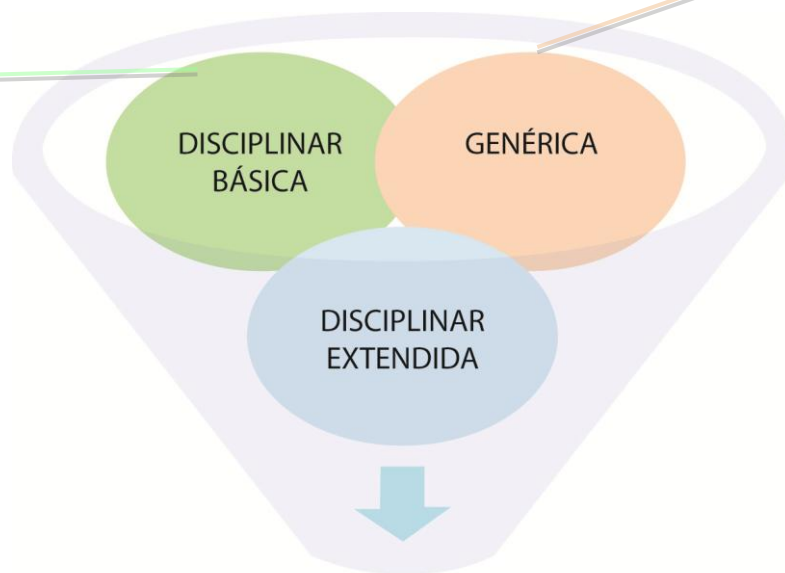 DISCIPLINAR
BÁSICA
GENÉRICA
DISCIPLINAR
EXTENDIDA